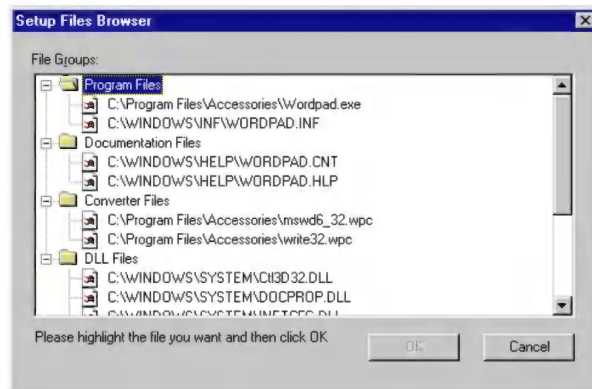 Setup Files Browser
File Groups:
Program Files
C:\Program Files\Accessories\Wordpad.exe
C:\WINDOWS\INF\WORDPAD.INF
Documentation Files
C:\WINDOWS\HELP\WORDPAD.CNT
C:\WINDOWS\HELP\WORDPAD.HLP
Converter Files
C:\Program Files\Accessories\mswd6_32.wpc
C:\Program Files\Accessories\write32.wpc
DLL Files
C:\WINDOWS\SYSTEM\Ctl3D32.DLL
C:\WINDOWS\SYSTEM\DOCPROP.DLL
Please highlight the file you want and then click OK
OK
Cancel